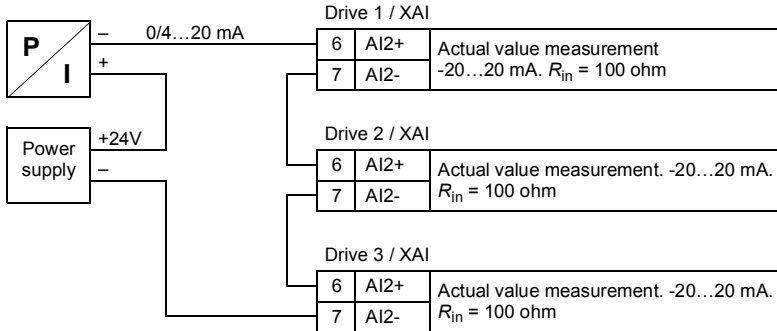 Drive 1 / XAI
P
I
–
0/4…20 mA
+
6 AI2+
7 AI2-
Actual value measurement
-20…20 mA. Rin = 100 ohm
Drive 2 / XAI
Power
supply
+24V
–
6 AI2+
7 AI2-
Actual value measurement. -20…20 mA.
Rin = 100 ohm
Drive 3 / XAI
6 AI2+
7 AI2-
Actual value measurement. -20…20 mA.
Rin = 100 ohm